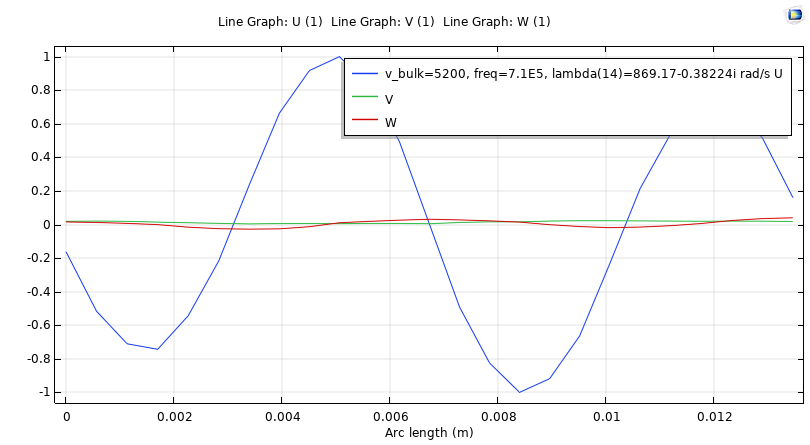 Line Graph: U (1)  Line Graph: V (1)  Line Graph: W (1)
v_bulk=5200, freq=7.1E5, lambda(14)=869.17-0.38224i rad/s U
V
W
1
0.8
0.6
0.4
0.2
0
-0.2
-0.4
-0.6
-0.8
-1
0 0.002 0.004 0.006 0.008 0.01 0.012
Arc length (m)